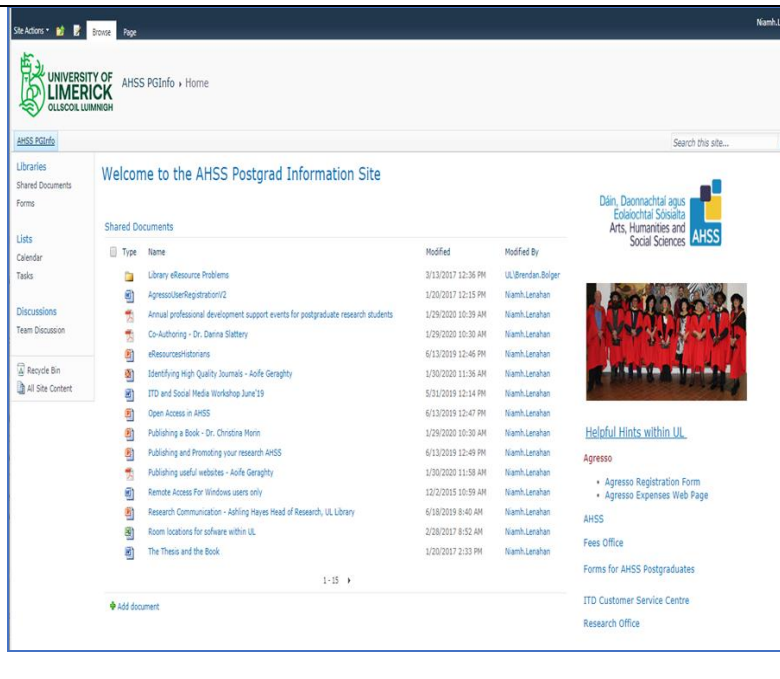 Site Actions
Browse
Page
Niamh.L
UNIVERSITY OF
LIMERICK
OLLSCOIL LUIMNIGH
AHSS PGInfo › Home
AHSS PGInfo
Search this site...
Libraries
Shared Documents
Forms
Lists
Calendar
Tasks
Discussions
Team Discussion
Recycle Bin
All Site Content
Welcome to the AHSS Postgrad Information Site
Shared Documents
Type Name Modified Modified By
Library eResource Problems 3/13/2017 12:36 PM UL\Brendan.Bolger
AgressoUserRegistrationV2 1/20/2017 12:15 PM Niamh.Lenahan
Annual professional development support events for postgraduate research students 1/29/2020 10:39 AM Niamh.Lenahan
Co-Authoring - Dr. Darina Slattery 1/29/2020 10:30 AM Niamh.Lenahan
eResourcesHistorians 6/13/2019 12:46 PM Niamh.Lenahan
Identifying High Quality Journals - Aoife Geraghty 1/30/2020 11:36 AM Niamh.Lenahan
ITD and Social Media Workshop June'19 5/31/2019 12:14 PM Niamh.Lenahan
Open Access in AHSS 6/13/2019 12:47 PM Niamh.Lenahan
Publishing a Book - Dr. Christina Morin 1/29/2020 10:30 AM Niamh.Lenahan
Publishing and Promoting your research AHSS 6/13/2019 12:49 PM Niamh.Lenahan
Publishing useful websites - Aoife Geraghty 1/30/2020 11:58 AM Niamh.Lenahan
Remote Access For Windows users only 12/2/2015 10:59 AM Niamh.Lenahan
Research Communication - Ashling Hayes Head of Research, UL Library 6/18/2019 8:40 AM Niamh.Lenahan
Room locations for sofware within UL 2/28/2017 8:52 AM Niamh.Lenahan
The Thesis and the Book 1/20/2017 2:33 PM Niamh.Lenahan
1 - 15
Add document
Dáin, Daonnachtaí agus
Eolaíochtaí Sóisialta
Arts, Humanities and
Social Sciences
AHSS
Helpful Hints within UL
Agresso
• Agresso Registration Form
• Agresso Expenses Web Page
AHSS
Fees Office
Forms for AHSS Postgraduates
ITD Customer Service Centre
Research Office